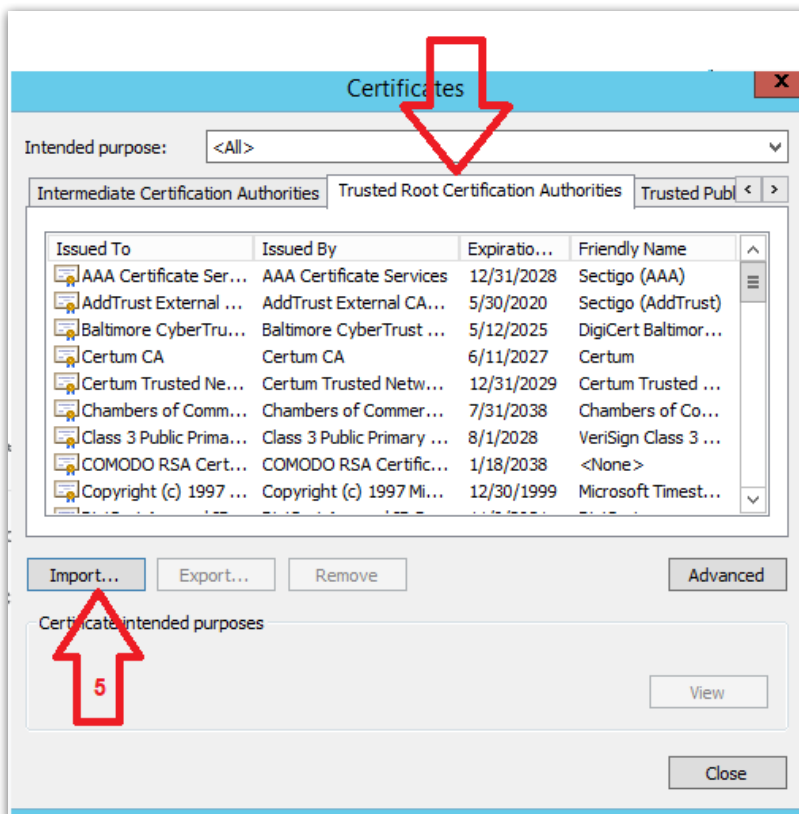 Certificates
x
Intended purpose: <All>
Intermediate Certification Authorities Trusted Root Certification Authorities Trusted Publ < >
Issued To Issued By Expiratio... Friendly Name
AAA Certificate Ser... AAA Certificate Services 12/31/2028 Sectigo (AAA)
AddTrust External ... AddTrust External CA... 5/30/2020 Sectigo (AddTrust)
Baltimore CyberTru... Baltimore CyberTrust ... 5/12/2025 DigiCert Baltimor...
Certum CA Certum CA 6/11/2027 Certum
Certum Trusted Ne... Certum Trusted Netw... 12/31/2029 Certum Trusted ...
Chambers of Comm... Chambers of Commer... 7/31/2038 Chambers of Co...
Class 3 Public Prima... Class 3 Public Primary ... 8/1/2028 VeriSign Class 3 ...
COMODO RSA Cert... COMODO RSA Certific... 1/18/2038 <None>
Copyright (c) 1997 ... Copyright (c) 1997 Mi... 12/30/1999 Microsoft Timest...
Import... Export... Remove Advanced
Certificate intended purposes
5
View
Close